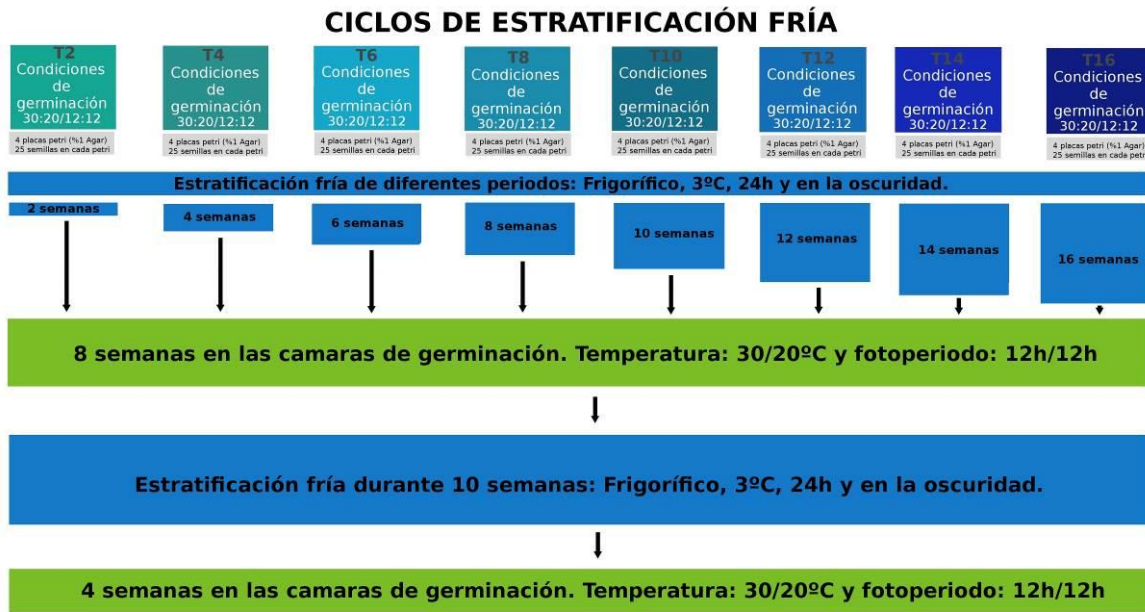 CICLOS DE ESTRATIFICACIÓN FRÍA
T2
Condiciones
de
germinación
30:20/12:12
4 placas petri (%1 Agar)
25 semillas en cada petri
T4
Condiciones
de
germinación
30:20/12:12
4 placas petri (%1 Agar)
25 semillas en cada petri
T6
Condiciones
de
germinación
30:20/12:12
4 placas petri (%1 Agar)
25 semillas en cada petri
T8
Condiciones
de
germinación
30:20/12:12
4 placas petri (%1 Agar)
25 semillas en cada petri
T10
Condiciones
de
germinación
30:20/12:12
4 placas petri (%1 Agar)
25 semillas en cada petri
T12
Condiciones
de
germinación
30:20/12:12
4 placas petri (%1 Agar)
25 semillas en cada petri
T14
Condiciones
de
germinación
30:20/12:12
4 placas petri (%1 Agar)
25 semillas en cada petri
T16
Condiciones
de
germinación
30:20/12:12
4 placas petri (%1 Agar)
25 semillas en cada petri
Estratificación fría de diferentes periodos: Frigorífico, 3ºC, 24h y en la oscuridad.
2 semanas
4 semanas
6 semanas
8 semanas
10 semanas
12 semanas
14 semanas
16 semanas
8 semanas en las camaras de germinación. Temperatura: 30/20ºC y fotoperiodo: 12h/12h
Estratificación fría durante 10 semanas: Frigorífico, 3ºC, 24h y en la oscuridad.
4 semanas en las camaras de germinación. Temperatura: 30/20ºC y fotoperiodo: 12h/12h